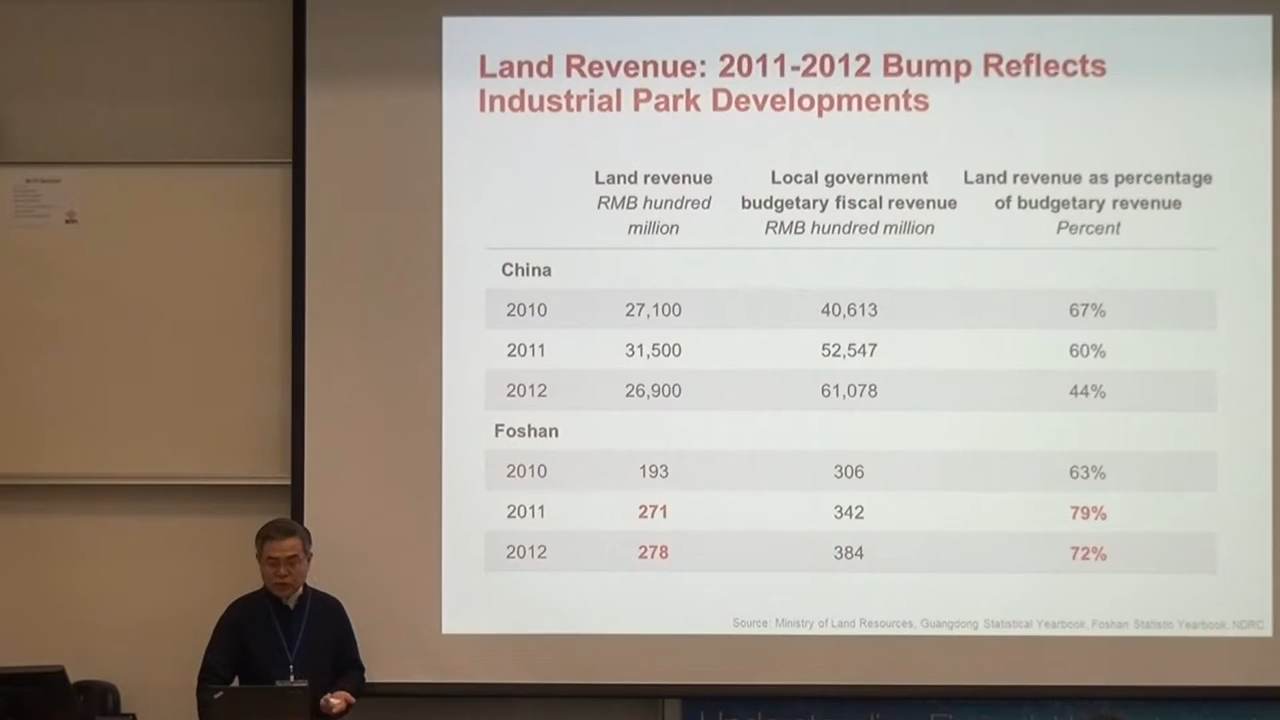 Land Revenue: 2011-2012 Bump Reflects
Industrial Park Developments
Land revenue
RMB hundred
million
Local government
budgetary fiscal revenue
RMB hundred million
Land revenue as percentage
of budgetary revenue
Percent
China
2010 27,100 40,613 67%
2011 31,500 52,547 60%
2012 26,900 61,078 44%
Foshan
2010 193 306 63%
2011 271 342 79%
2012 278 384 72%
Source: Ministry of Land Resources, Guangdong Statistical Yearbook, Foshan Statistic Yearbook, NDRC